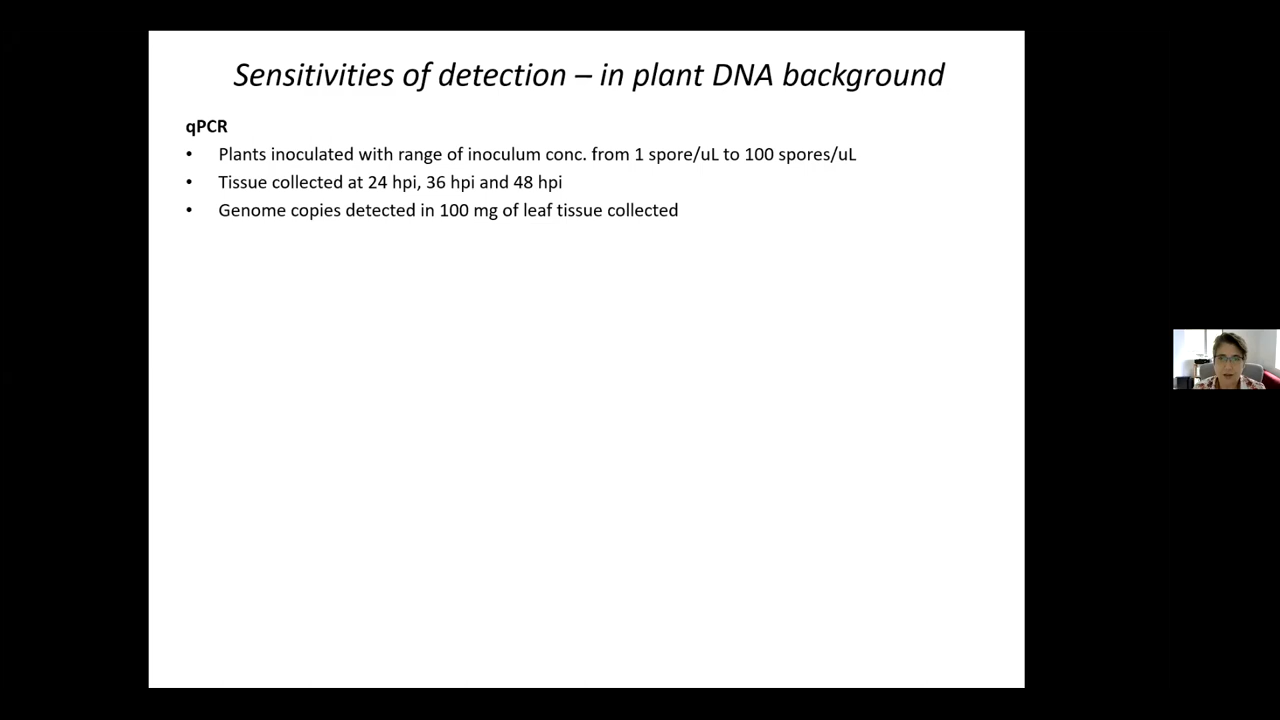 Sensitivities of detection – in plant DNA background
qPCR
• Plants inoculated with range of inoculum conc. from 1 spore/uL to 100 spores/uL
• Tissue collected at 24 hpi, 36 hpi and 48 hpi
• Genome copies detected in 100 mg of leaf tissue collected